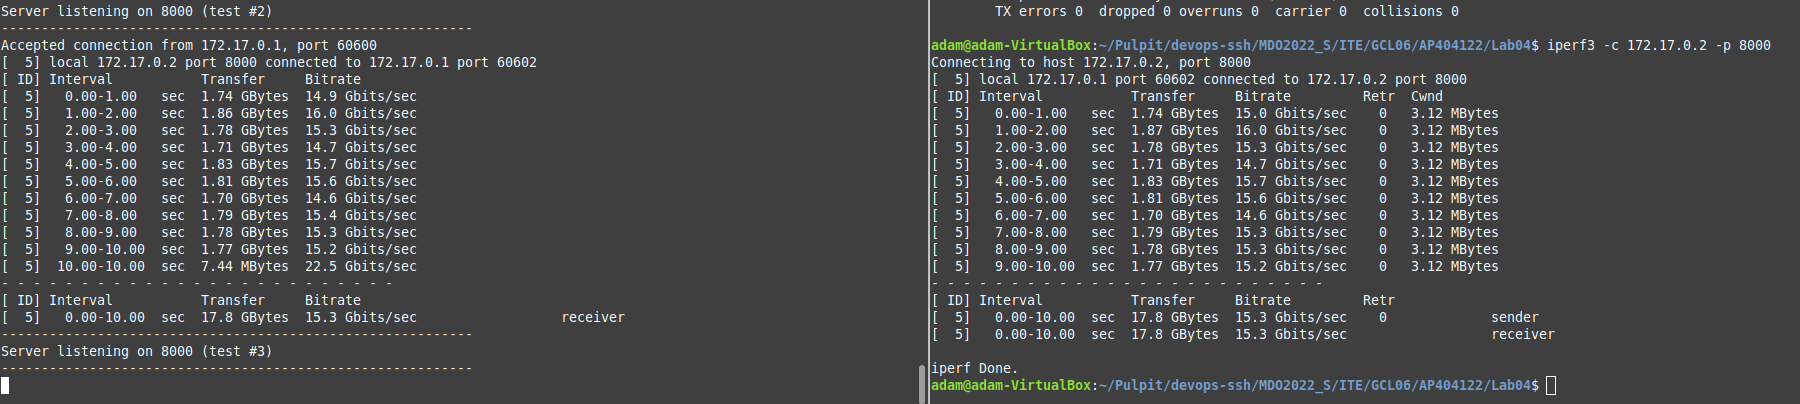 Server listening on 8000 (test #2)
-----------------------------------------------------------
Accepted connection from 172.17.0.1, port 60600
[  5] local 172.17.0.2 port 8000 connected to 172.17.0.1 port 60602
[ ID] Interval           Transfer     Bitrate
[  5]   0.00-1.00   sec  1.74 GBytes  14.9 Gbits/sec
[  5]   1.00-2.00   sec  1.86 GBytes  16.0 Gbits/sec
[  5]   2.00-3.00   sec  1.78 GBytes  15.3 Gbits/sec
[  5]   3.00-4.00   sec  1.71 GBytes  14.7 Gbits/sec
[  5]   4.00-5.00   sec  1.83 GBytes  15.7 Gbits/sec
[  5]   5.00-6.00   sec  1.81 GBytes  15.6 Gbits/sec
[  5]   6.00-7.00   sec  1.70 GBytes  14.6 Gbits/sec
[  5]   7.00-8.00   sec  1.79 GBytes  15.4 Gbits/sec
[  5]   8.00-9.00   sec  1.78 GBytes  15.3 Gbits/sec
[  5]   9.00-10.00  sec  1.77 GBytes  15.2 Gbits/sec
[  5]  10.00-10.00  sec  7.44 MBytes  22.5 Gbits/sec
- - - - - - - - - - - - - - - - - - - - - - - - -
[ ID] Interval           Transfer     Bitrate
[  5]   0.00-10.00  sec  17.8 GBytes  15.3 Gbits/sec                  receiver
-----------------------------------------------------------
Server listening on 8000 (test #3)
-----------------------------------------------------------
TX errors 0  dropped 0 overruns 0  carrier 0  collisions 0
adam@adam-VirtualBox:~/Pulpit/devops-ssh/MDO2022_S/ITE/GCL06/AP404122/Lab04$ iperf3 -c 172.17.0.2 -p 8000
Connecting to host 172.17.0.2, port 8000
[  5] local 172.17.0.1 port 60602 connected to 172.17.0.2 port 8000
[ ID] Interval           Transfer     Bitrate         Retr  Cwnd
[  5]   0.00-1.00   sec  1.74 GBytes  15.0 Gbits/sec    0   3.12 MBytes
[  5]   1.00-2.00   sec  1.87 GBytes  16.0 Gbits/sec    0   3.12 MBytes
[  5]   2.00-3.00   sec  1.78 GBytes  15.3 Gbits/sec    0   3.12 MBytes
[  5]   3.00-4.00   sec  1.71 GBytes  14.7 Gbits/sec    0   3.12 MBytes
[  5]   4.00-5.00   sec  1.83 GBytes  15.7 Gbits/sec    0   3.12 MBytes
[  5]   5.00-6.00   sec  1.81 GBytes  15.6 Gbits/sec    0   3.12 MBytes
[  5]   6.00-7.00   sec  1.70 GBytes  14.6 Gbits/sec    0   3.12 MBytes
[  5]   7.00-8.00   sec  1.79 GBytes  15.3 Gbits/sec    0   3.12 MBytes
[  5]   8.00-9.00   sec  1.78 GBytes  15.3 Gbits/sec    0   3.12 MBytes
[  5]   9.00-10.00  sec  1.77 GBytes  15.2 Gbits/sec    0   3.12 MBytes
- - - - - - - - - - - - - - - - - - - - - - - - -
[ ID] Interval           Transfer     Bitrate         Retr
[  5]   0.00-10.00  sec  17.8 GBytes  15.3 Gbits/sec    0             sender
[  5]   0.00-10.00  sec  17.8 GBytes  15.3 Gbits/sec                  receiver
iperf Done.
adam@adam-VirtualBox:~/Pulpit/devops-ssh/MDO2022_S/ITE/GCL06/AP404122/Lab04$